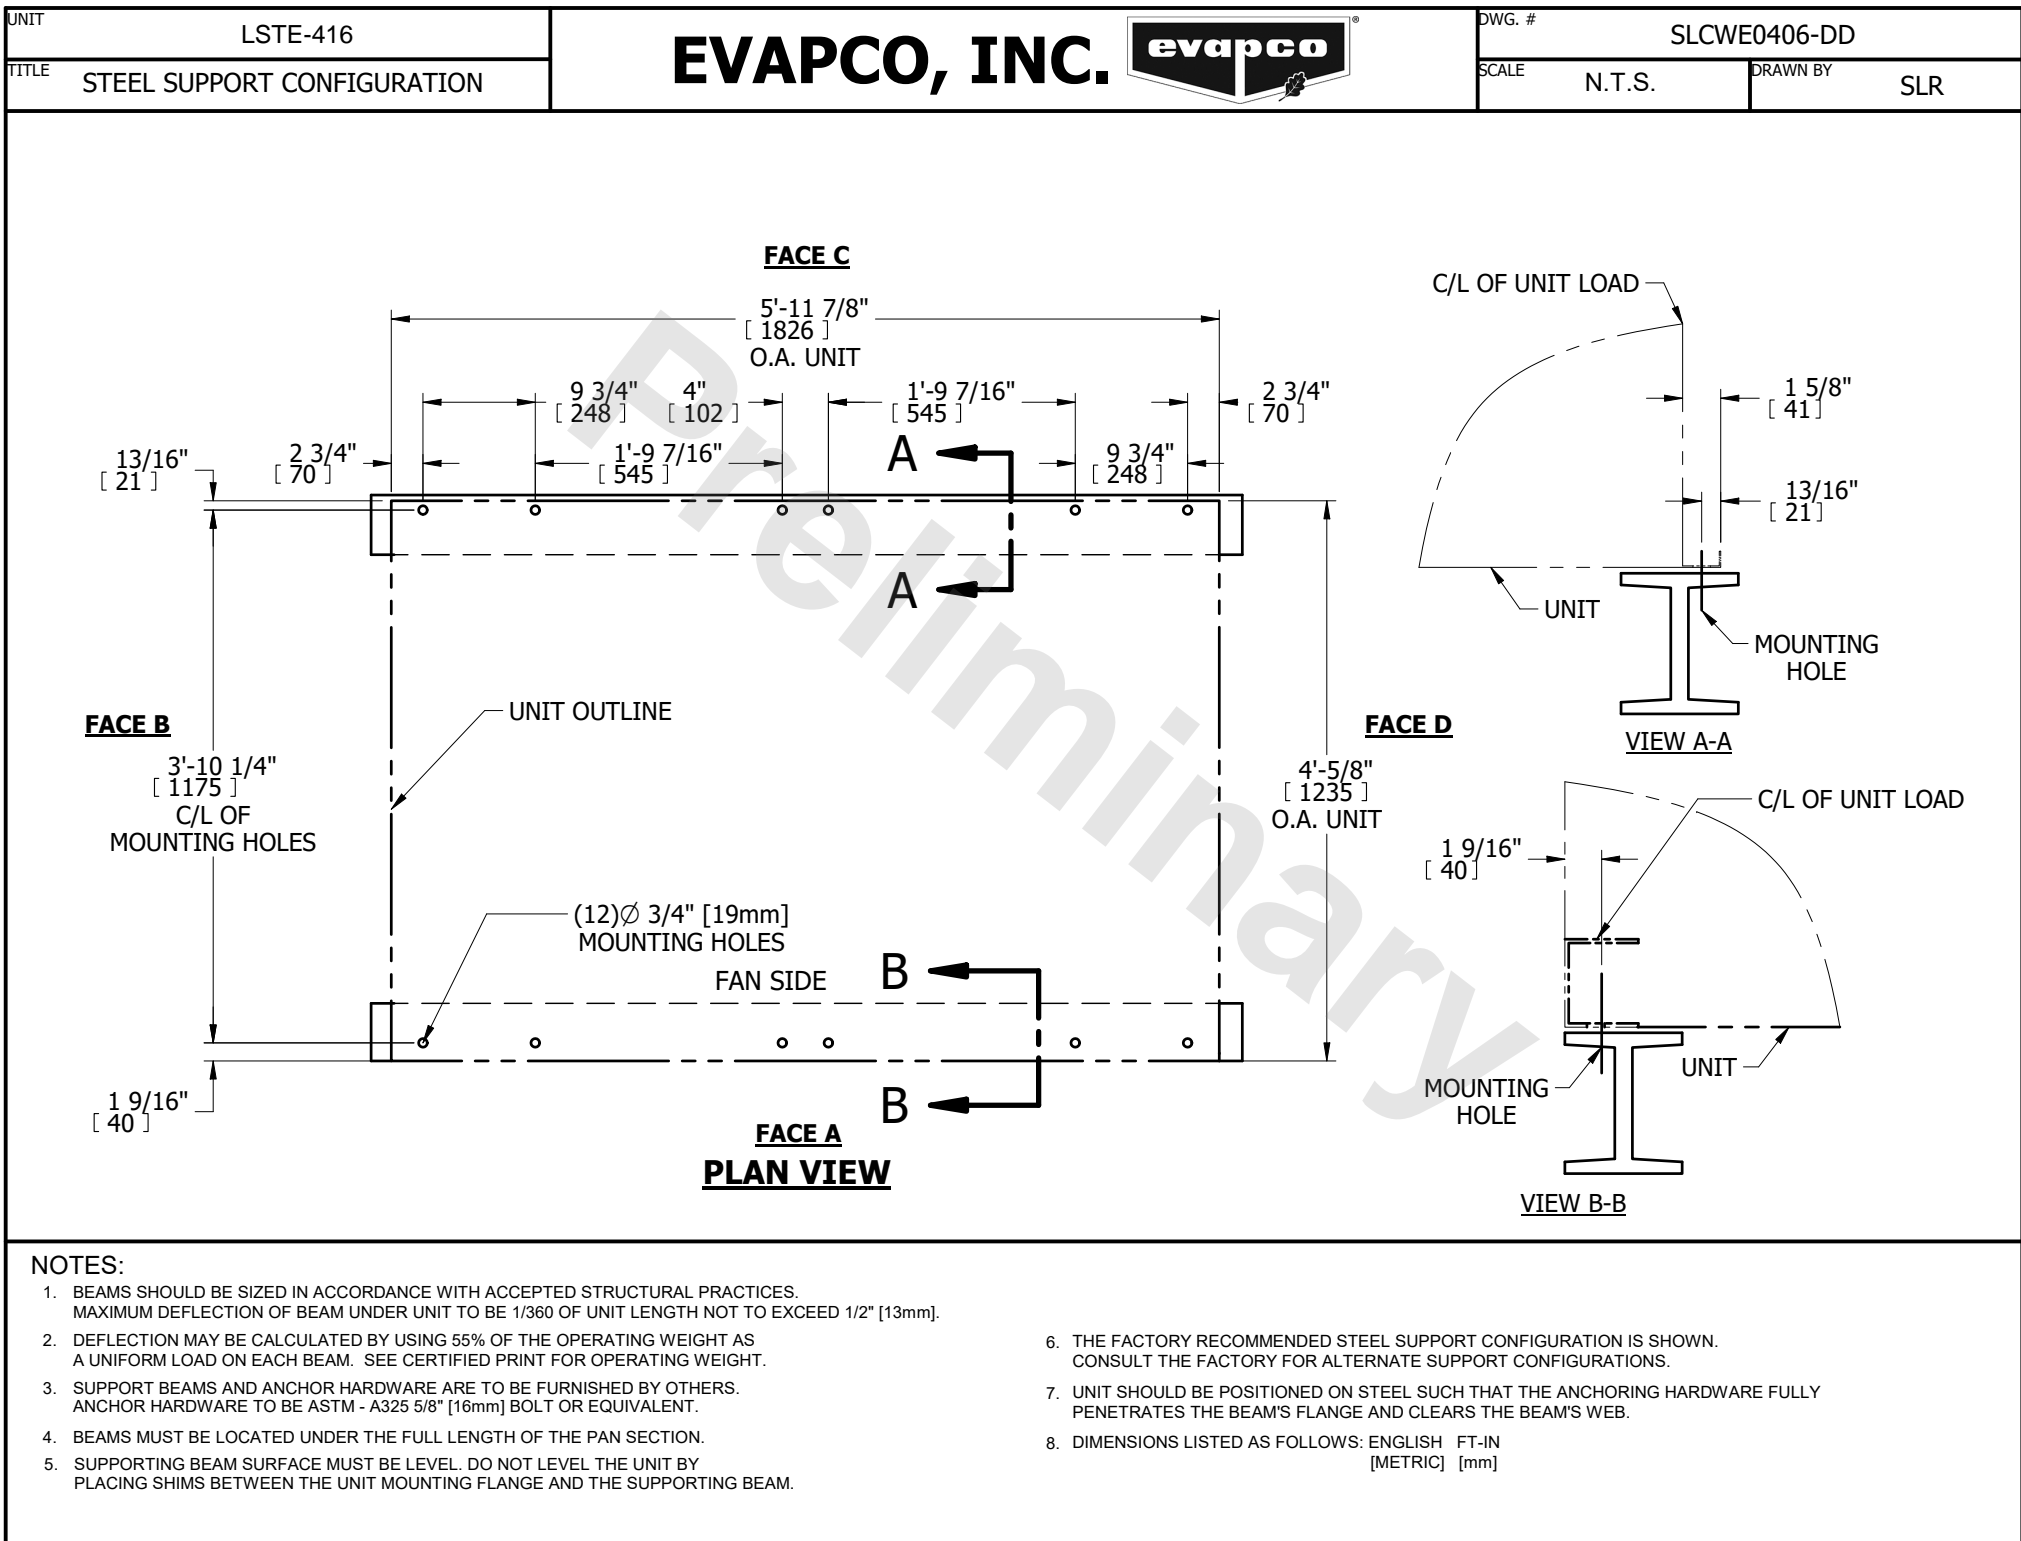 UNIT
LSTE-416
TITLE
STEEL SUPPORT CONFIGURATION
EVAPCO, INC.
evapco
®
DWG. #
SLCWE0406-DD
SCALE
N.T.S.
DRAWN BY
SLR
FACE C
5'-11 7/8"
[ 1826 ]
O.A. UNIT
9 3/4"
[ 248 ]
4"
[ 102 ]
1'-9 7/16"
[ 545 ]
2 3/4"
[ 70 ]
13/16"
[ 21 ]
2 3/4"
[ 70 ]
1'-9 7/16"
[ 545 ]
A
9 3/4"
[ 248 ]
A
UNIT OUTLINE
FACE B
3'-10 1/4"
[ 1175 ]
C/L OF
MOUNTING HOLES
FACE D
4'-5/8"
[ 1235 ]
O.A. UNIT
(12)Ø 3/4" [19mm]
MOUNTING HOLES
FAN SIDE
B
B
1 9/16"
[ 40 ]
FACE A
PLAN VIEW
Preliminary
C/L OF UNIT LOAD
1 5/8"
[ 41 ]
13/16"
[ 21 ]
UNIT
MOUNTING
HOLE
VIEW A-A
C/L OF UNIT LOAD
1 9/16"
[ 40 ]
UNIT
MOUNTING
HOLE
VIEW B-B
NOTES:
1. BEAMS SHOULD BE SIZED IN ACCORDANCE WITH ACCEPTED STRUCTURAL PRACTICES.
MAXIMUM DEFLECTION OF BEAM UNDER UNIT TO BE 1/360 OF UNIT LENGTH NOT TO EXCEED 1/2" [13mm].
2. DEFLECTION MAY BE CALCULATED BY USING 55% OF THE OPERATING WEIGHT AS
A UNIFORM LOAD ON EACH BEAM. SEE CERTIFIED PRINT FOR OPERATING WEIGHT.
3. SUPPORT BEAMS AND ANCHOR HARDWARE ARE TO BE FURNISHED BY OTHERS.
ANCHOR HARDWARE TO BE ASTM - A325 5/8" [16mm] BOLT OR EQUIVALENT.
4. BEAMS MUST BE LOCATED UNDER THE FULL LENGTH OF THE PAN SECTION.
5. SUPPORTING BEAM SURFACE MUST BE LEVEL. DO NOT LEVEL THE UNIT BY
PLACING SHIMS BETWEEN THE UNIT MOUNTING FLANGE AND THE SUPPORTING BEAM.
6. THE FACTORY RECOMMENDED STEEL SUPPORT CONFIGURATION IS SHOWN.
CONSULT THE FACTORY FOR ALTERNATE SUPPORT CONFIGURATIONS.
7. UNIT SHOULD BE POSITIONED ON STEEL SUCH THAT THE ANCHORING HARDWARE FULLY
PENETRATES THE BEAM'S FLANGE AND CLEARS THE BEAM'S WEB.
8. DIMENSIONS LISTED AS FOLLOWS: ENGLISH FT-IN
[METRIC] [mm]